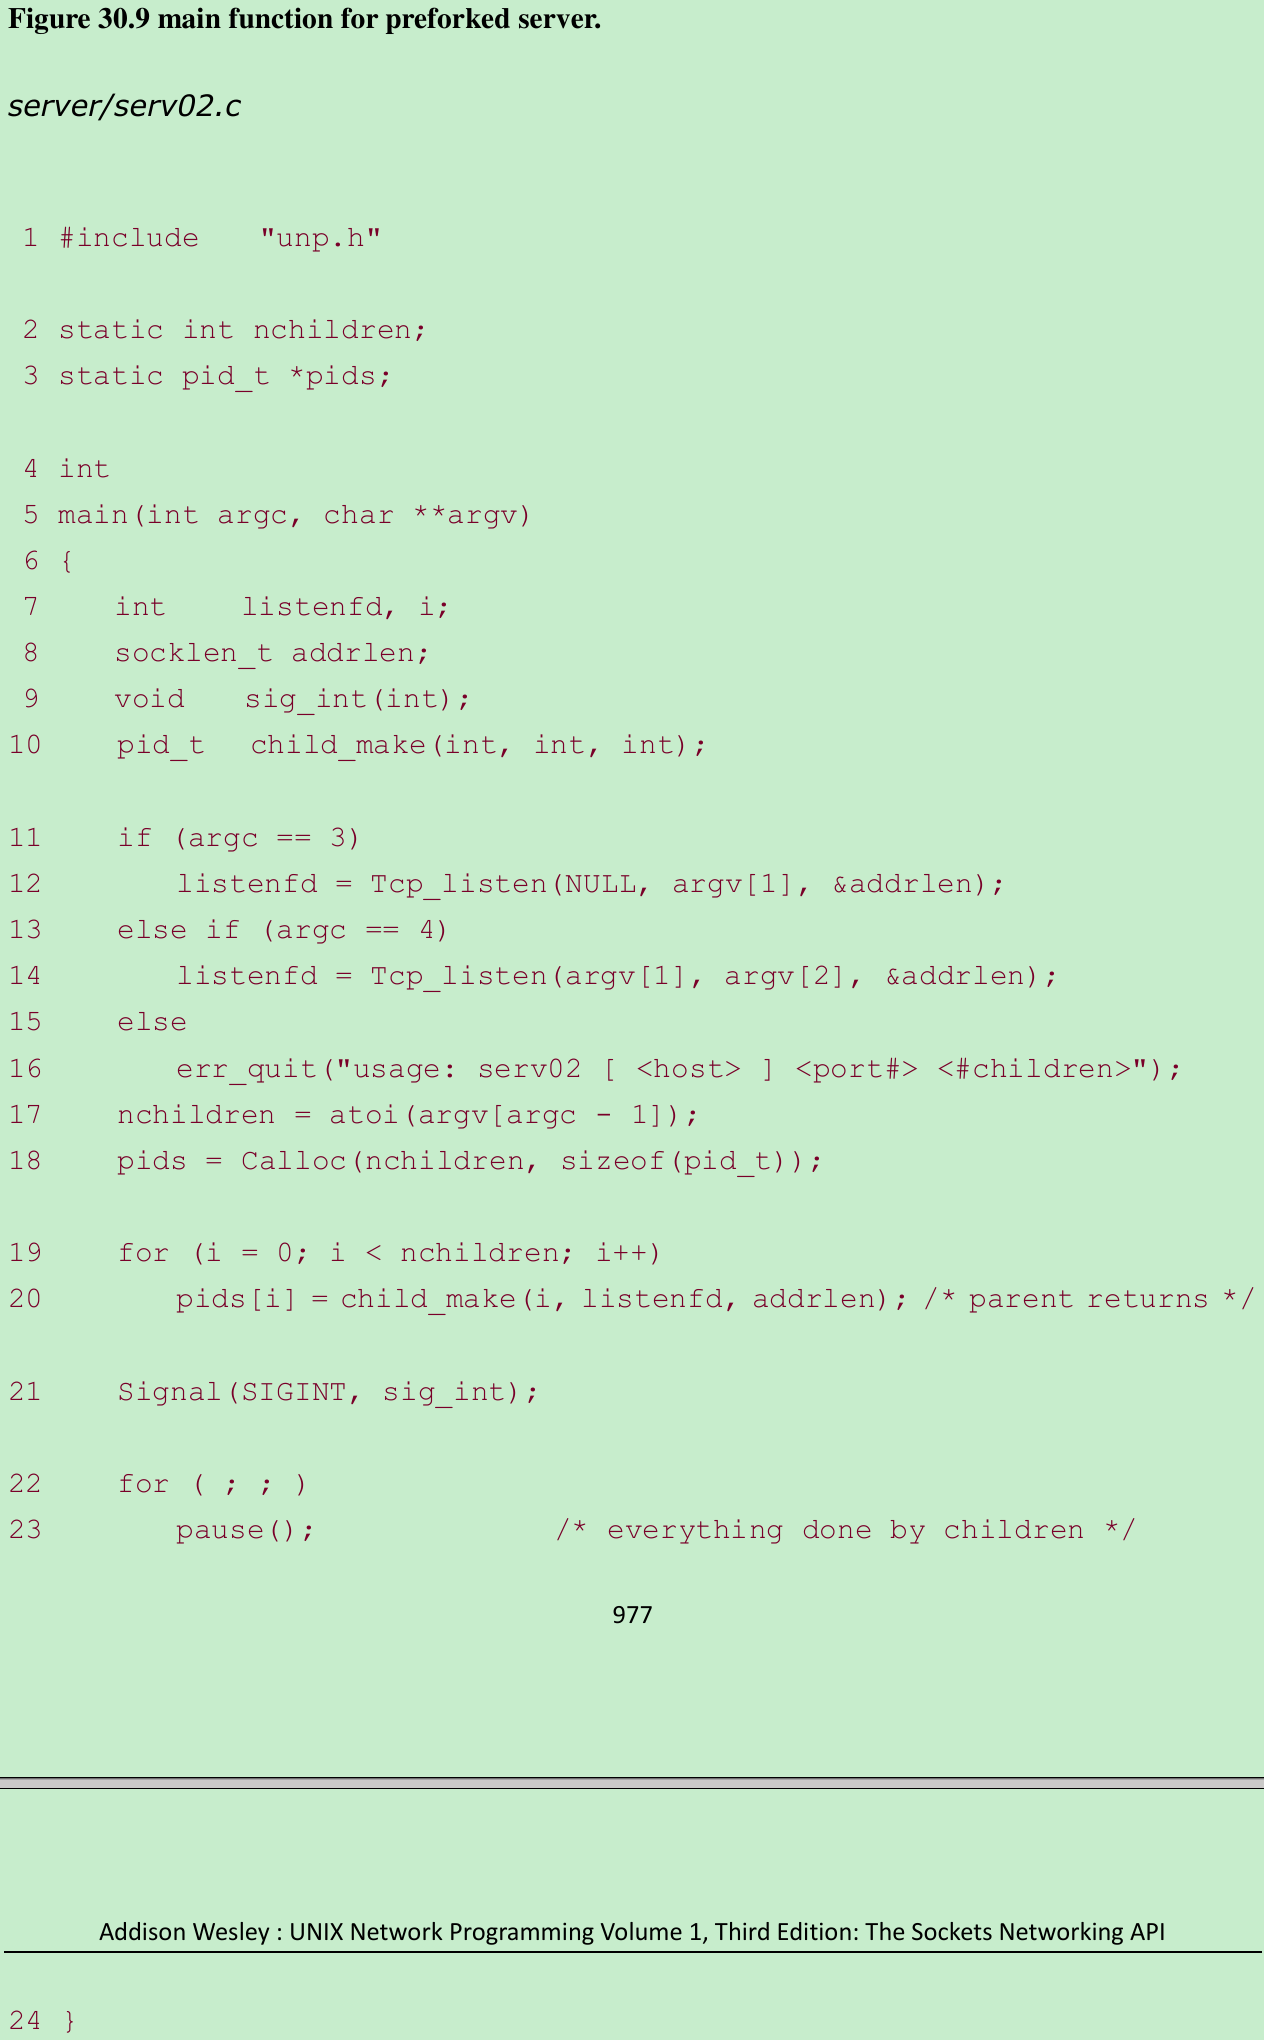 Figure 30.9 main function for preforked server.
server/serv02.c
1 #include   "unp.h"
2 static int nchildren;
3 static pid_t *pids;
4 int
5 main(int argc, char **argv)
6 {
7    int    listenfd, i;
8    socklen_t addrlen;
9    void   sig_int(int);
10    pid_t  child_make(int, int, int);
11    if (argc == 3)
12       listenfd = Tcp_listen(NULL, argv[1], &addrlen);
13    else if (argc == 4)
14       listenfd = Tcp_listen(argv[1], argv[2], &addrlen);
15    else
16       err_quit("usage: serv02 [ <host> ] <port#> <#children>");
17    nchildren = atoi(argv[argc - 1]);
18    pids = Calloc(nchildren, sizeof(pid_t));
19    for (i = 0; i < nchildren; i++)
20       pids[i] = child_make(i, listenfd, addrlen); /* parent returns */
21    Signal(SIGINT, sig_int);
22    for ( ; ; )
23       pause();             /* everything done by children */
977
Addison Wesley : UNIX Network Programming Volume 1, Third Edition: The Sockets Networking API
24 }